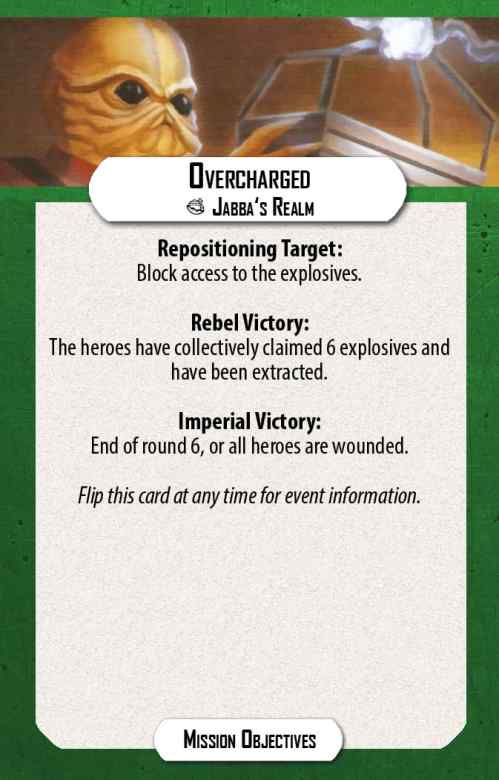 Overcharged
Jabba's Realm
Repositioning Target:
Block access to the explosives.
Rebel Victory:
The heroes have collectively claimed 6 explosives and
have been extracted.
Imperial Victory:
End of round 6, or all heroes are wounded.
Flip this card at any time for event information.
Mission Objectives